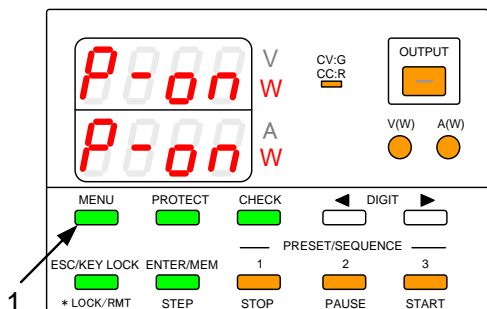 P-on V
W
CV:G
CC:R
OUTPUT
P-on A
W
V(W) A(W)
MENU PROTECT CHECK ◀ DIGIT ▶
PRESET/SEQUENCE
ESC/KEY LOCK ENTER/MEM 1 2 3
1
* LOCK/RMT STEP STOP PAUSE START